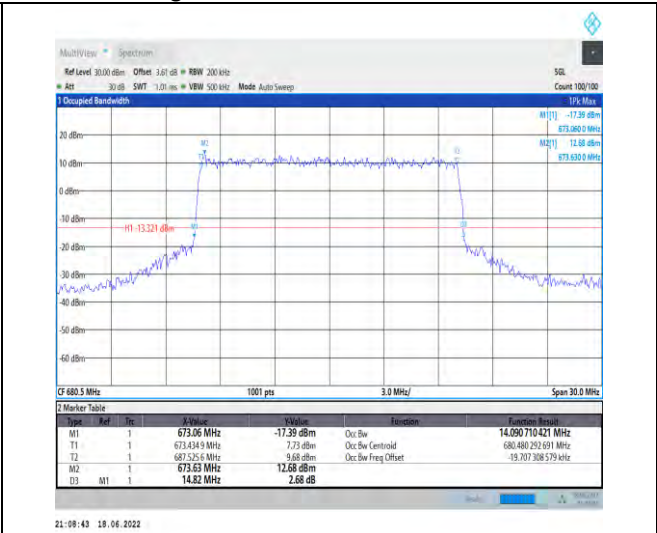 MultiView Spectrum
Ref Level 30.00 dBm Offset 3.61 dB RBW 200 kHz SGL
Att 30 dB SWT 1.01 ms VBW 500 kHz Mode Auto Sweep Count 100/100
1 Occupied Bandwidth 1Pk Max
M1[1] -17.39 dBm
673.060 0 MHz
M2[1] 12.68 dBm
673.630 0 MHz
20 dBm
M2
T1
10 dBm
0 dBm
-10 dBm
H1 -13.321 dBm
M1
-20 dBm
-30 dBm
-40 dBm
-50 dBm
-60 dBm
CF 680.5 MHz 1001 pts 3.0 MHz/ Span 30.0 MHz
2 Marker Table
Type Ref Trc X-Value Y-Value Function Function Result
M1 1 673.06 MHz -17.39 dBm Occ Bw 14.090 710 421 MHz
T1 1 673.434 9 MHz 7.73 dBm Occ Bw Centroid 680.480 292 691 MHz
T2 1 687.525 6 MHz 9.68 dBm Occ Bw Freq Offset -19.707 308 579 kHz
M2 1 673.63 MHz 12.68 dBm
D3 M1 1 14.82 MHz 2.68 dB
21:08:43 18.06.2022